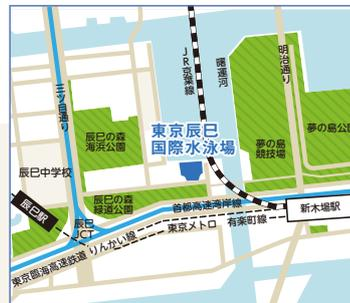 JR京葉線
曙運河
明治通り
三ツ目通り
辰巳の森
海浜公園
東京辰巳
国際水泳場
夢の島
競技場
夢の島公
辰巳中学校
辰巳の森
緑道公園
辰巳駅
辰巳
JCT
首都高速湾岸線
新木場駅
東京メトロ 有楽町線
東京臨海高速鉄道 りんかい線